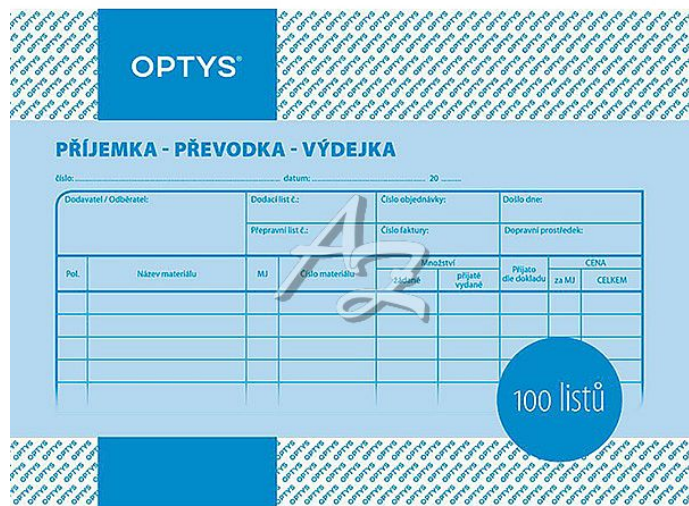 OPTYS®
PŘÍJEMKA - PŘEVODKA - VÝDEJKA
číslo: datum: 20
Dodavatel / Odběratel: Dodací list č.: Číslo objednávky: Došlo dne:
Přepravní list č.: Číslo faktury: Dopravní prostředek:
Pol. Název materiálu MJ Číslo materiálu Množství Přijato dle dokladu CENA
žádané přijaté vydané za MJ CELKEM
AZ
100 listů